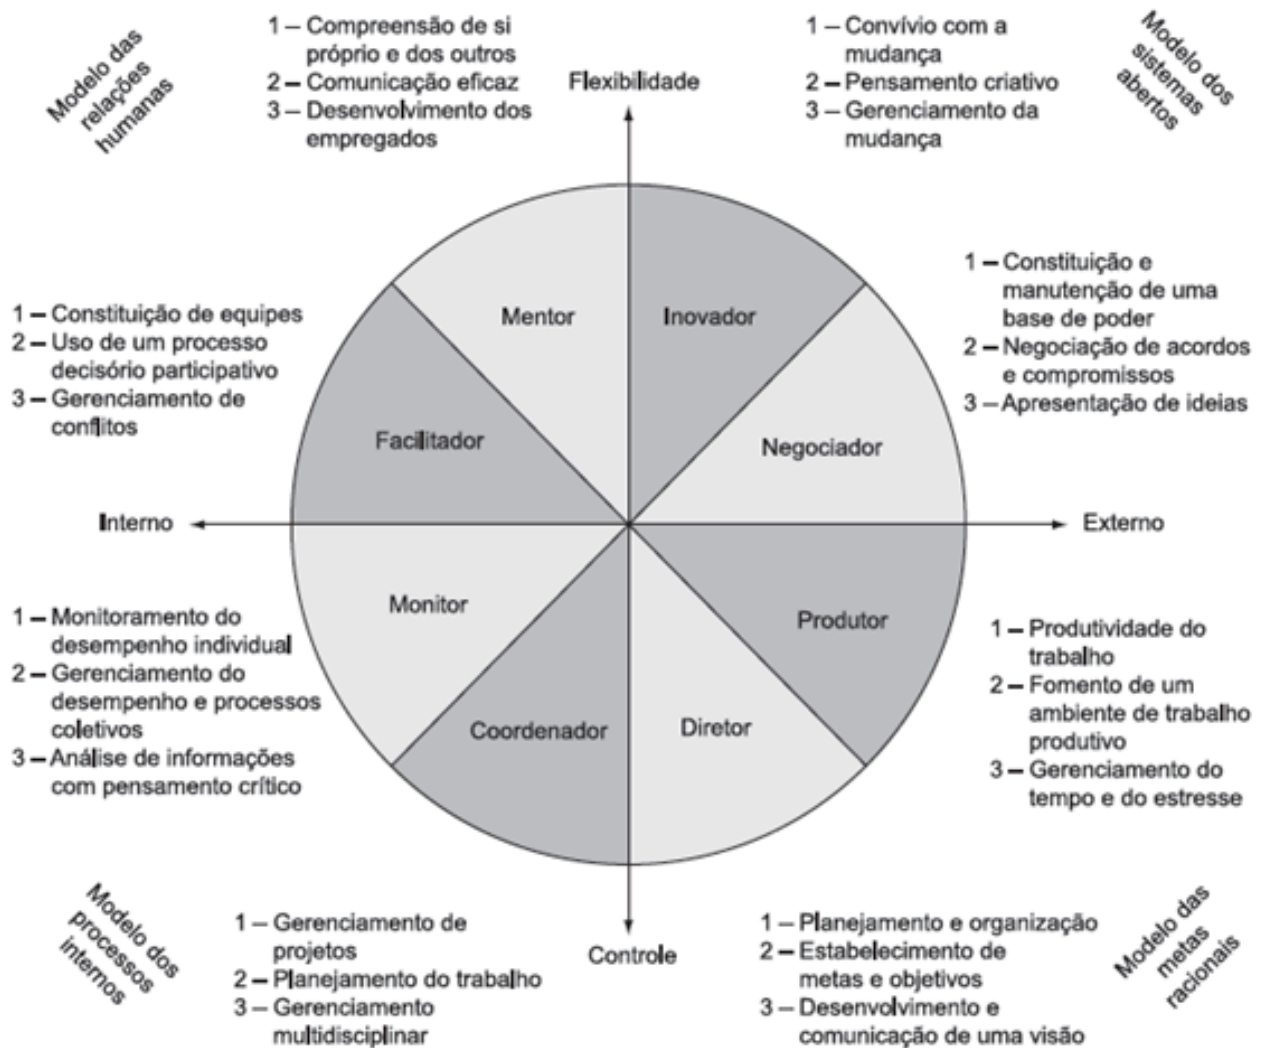 Modelo das
relações
humanas
1 – Compreensão de si
próprio e dos outros
2 – Comunicação eficaz
3 – Desenvolvimento dos
empregados
Flexibilidade
1 – Convívio com a
mudança
2 – Pensamento criativo
3 – Gerenciamento da
mudança
Modelo dos
sistemas
abertos
1 – Constituição de equipes
2 – Uso de um processo
decisório participativo
3 – Gerenciamento de
conflitos
Mentor
Inovador
1 – Constituição e
manutenção de uma
base de poder
2 – Negociação de acordos
e compromissos
3 – Apresentação de ideias
Facilitador
Negociador
Interno
Externo
1 – Monitoramento do
desempenho individual
2 – Gerenciamento do
desempenho e processos
coletivos
3 – Análise de informações
com pensamento crítico
Monitor
Produtor
1 – Produtividade do
trabalho
2 – Fomento de um
ambiente de trabalho
produtivo
3 – Gerenciamento do
tempo e do estresse
Coordenador
Diretor
Modelo dos
processos
internos
1 – Gerenciamento de
projetos
2 – Planejamento do trabalho
3 – Gerenciamento
multidisciplinar
Controle
1 – Planejamento e organização
2 – Estabelecimento de
metas e objetivos
3 – Desenvolvimento e
comunicação de uma visão
Modelo das
metas
racionais